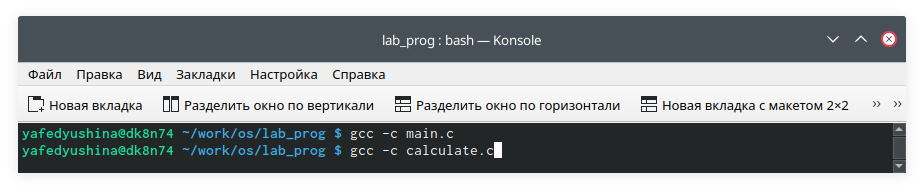 lab_prog : bash — Konsole
Файл Правка Вид Закладки Настройка Справка
Новая вкладка Разделить окно по вертикали Разделить окно по горизонтали Новая вкладка с макетом 2×2
yafedyushina@dk8n74 ~/work/os/lab_prog $ gcc -c main.c
yafedyushina@dk8n74 ~/work/os/lab_prog $ gcc -c calculate.c